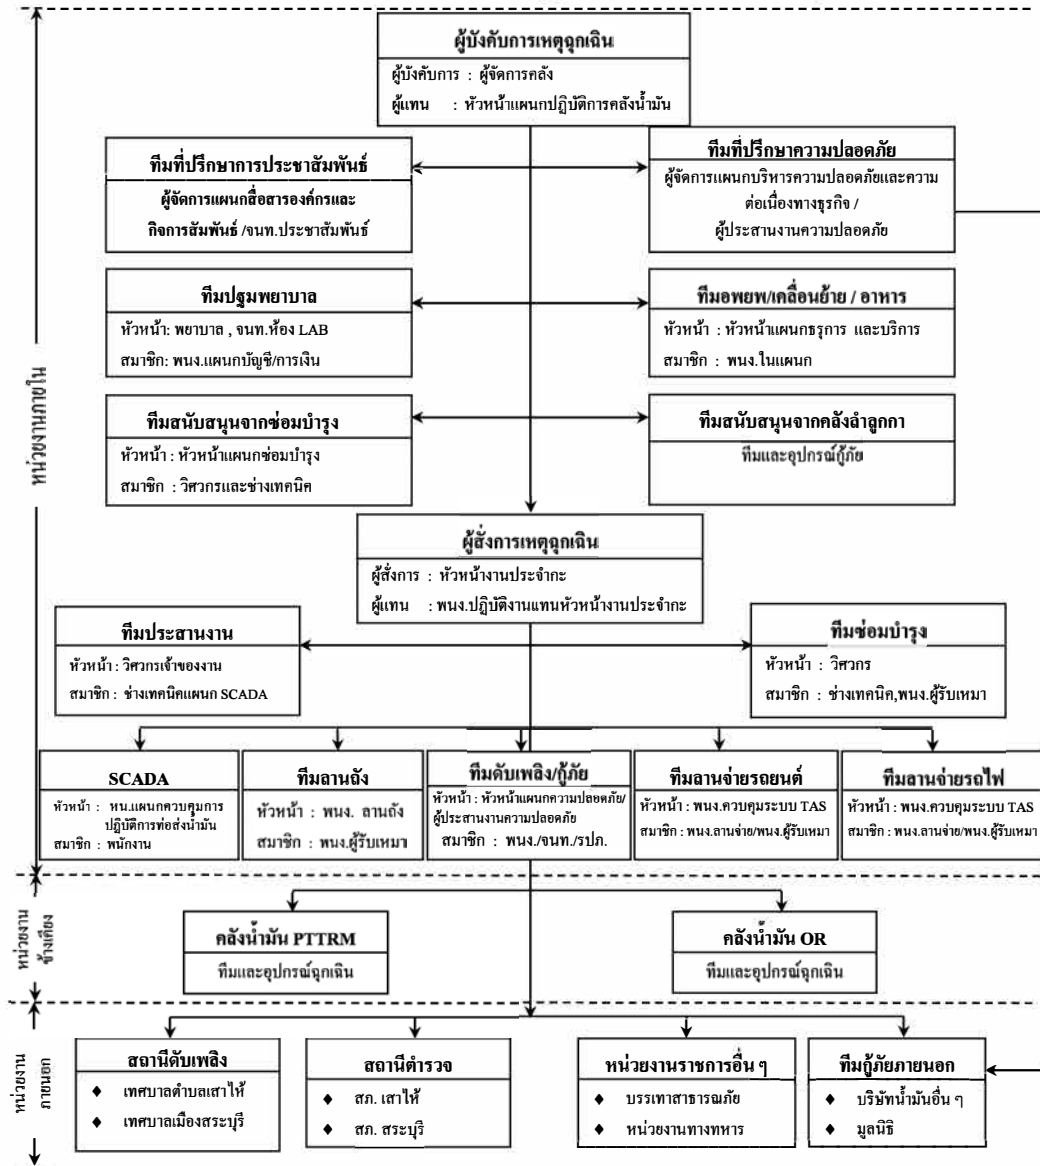 ผู้บังคับการเหตุฉุกเฉิน
ผู้บังคับการ : ผู้จัดการคลัง
ผู้แทน : หัวหน้าแผนกปฏิบัติการคลังน้ำมัน
ทีมที่ปรึกษาการประชาสัมพันธ์
ผู้จัดการแผนกสื่อสารองค์กรและ
กิจการสัมพันธ์ /จนท.ประชาสัมพันธ์
ทีมที่ปรึกษาความปลอดภัย
ผู้จัดการแผนกบริหารความปลอดภัยและความ
ต่อเนื่องทางธุรกิจ /
ผู้ประสานงานความปลอดภัย
ทีมปฐมพยาบาล
หัวหน้า: พยาบาล , จนท.ห้อง LAB
สมาชิก: พนง.แผนกบัญชี/การเงิน
ทีมอพยพ/เคลื่อนย้าย / อาหาร
หัวหน้า : หัวหน้าแผนกธุรการ และบริการ
สมาชิก : พนง.ในแผนก
ทีมสนับสนุนจากซ่อมบำรุง
หัวหน้า : หัวหน้าแผนกซ่อมบำรุง
สมาชิก : วิศวกรและช่างเทคนิค
ทีมสนับสนุนจากคลังลำลูกกา
ทีมและอุปกรณ์กู้ภัย
หน่วยงานภายใน
ผู้สั่งการเหตุฉุกเฉิน
ผู้สั่งการ : หัวหน้างานประจำกะ
ผู้แทน : พนง.ปฏิบัติงานแทนหัวหน้างานประจำกะ
ทีมประสานงาน
หัวหน้า : วิศวกรเจ้าของงาน
สมาชิก : ช่างเทคนิคแผนก SCADA
ทีมซ่อมบำรุง
หัวหน้า : วิศวกร
สมาชิก : ช่างเทคนิค,พนง.ผู้รับเหมา
SCADA
หัวหน้า : หน.แผนกควบคุมการ
ปฏิบัติการท่อส่งน้ำมัน
สมาชิก : พนักงาน
ทีมลานถัง
หัวหน้า : พนง. ลานถัง
สมาชิก : พนง.ผู้รับเหมา
ทีมดับเพลิง/กู้ภัย
หัวหน้า : หัวหน้าแผนกความปลอดภัย/
ผู้ประสานงานความปลอดภัย
สมาชิก : พนง./จนท./รปภ.
ทีมลานจ่ายรถยนต์
หัวหน้า : พนง.ควบคุมระบบ TAS
สมาชิก : พนง.ลานจ่าย/พนง.ผู้รับเหมา
ทีมลานจ่ายรถไฟ
หัวหน้า : พนง.ควบคุมระบบ TAS
สมาชิก : พนง.ลานจ่าย/พนง.ผู้รับเหมา
หน่วยงาน
ข้างเคียง
คลังน้ำมัน PTTRM
ทีมและอุปกรณ์ฉุกเฉิน
คลังน้ำมัน OR
ทีมและอุปกรณ์ฉุกเฉิน
หน่วยงาน
ภายนอก
สถานีดับเพลิง
♦ เทศบาลตำบลเสาไห้
♦ เทศบาลเมืองสระบุรี
สถานีตำรวจ
♦ สภ. เสาไห้
♦ สภ. สระบุรี
หน่วยงานราชการอื่น ๆ
♦ บรรเทาสาธารณภัย
♦ หน่วยงานทางทหาร
ทีมกู้ภัยภายนอก
♦ บริษัทน้ำมันอื่น ๆ
♦ มูลนิธิ